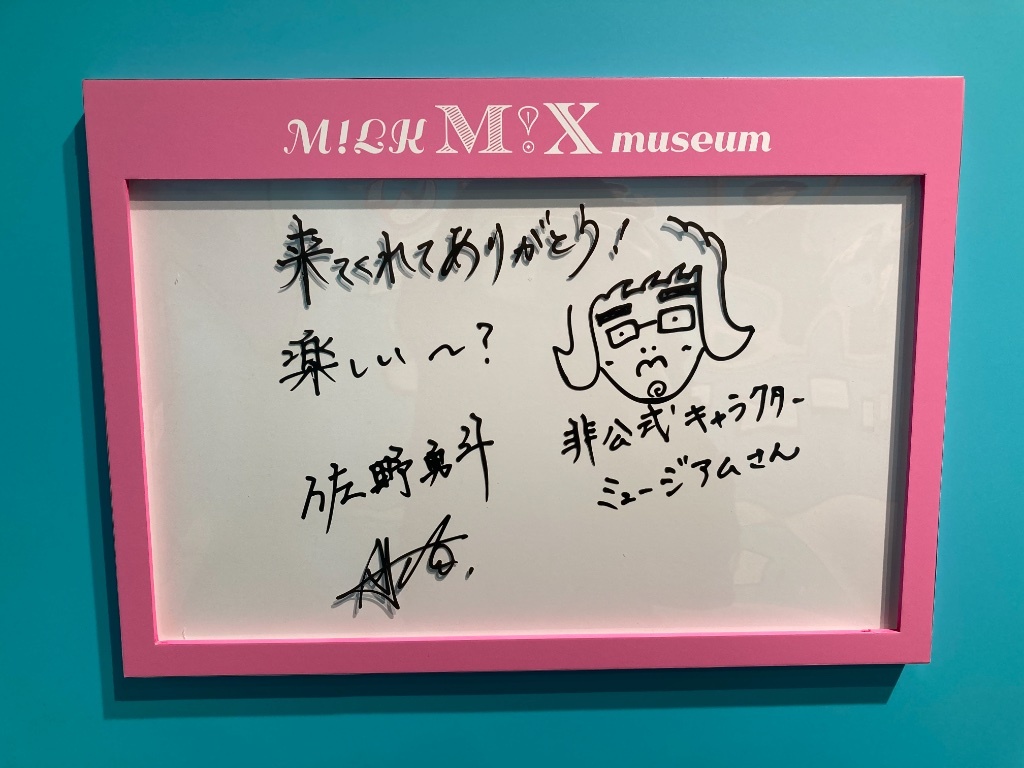 M!LK M!X museum
来てくれてありがとう!
楽しい〜?
佐野勇斗
非公式キャラクター
ミュージアムさん